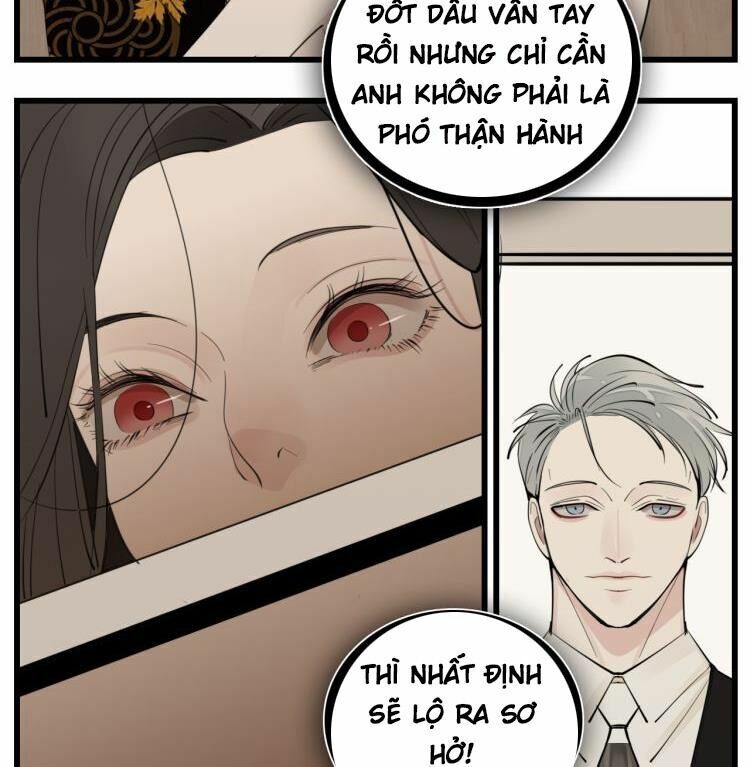 ĐỐT DẤU VÂN TAY
RỒI NHƯNG CHỈ CẦN
ANH KHÔNG PHẢI LÀ
PHÓ THẬN HÀNH
THÌ NHẤT ĐỊNH
SẼ LỘ RA SƠ
HỞ!